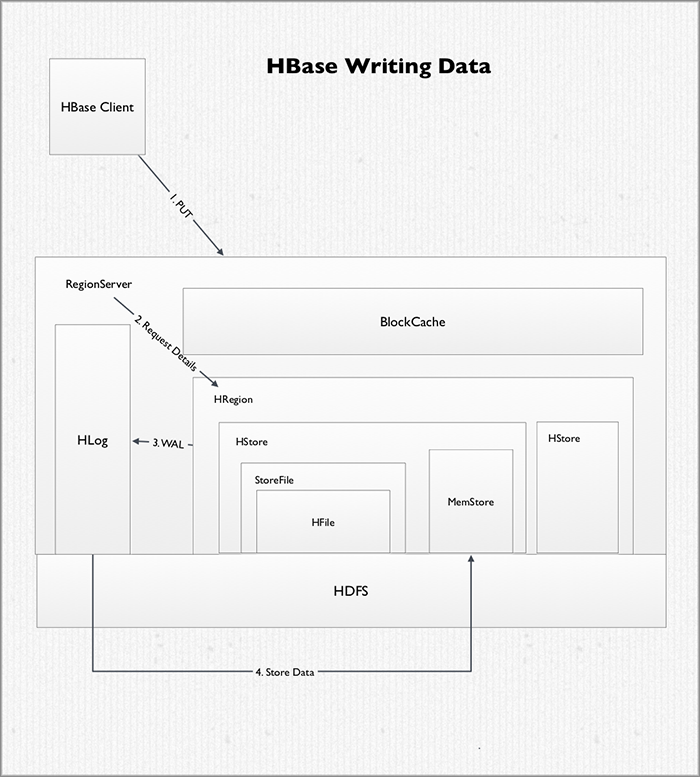 HBase Writing Data
HBase Client
1. PUT
RegionServer
BlockCache
2. Request Details
HRegion
HLog
3. WAL
HStore
HStore
StoreFile
MemStore
HFile
HDFS
4. Store Data